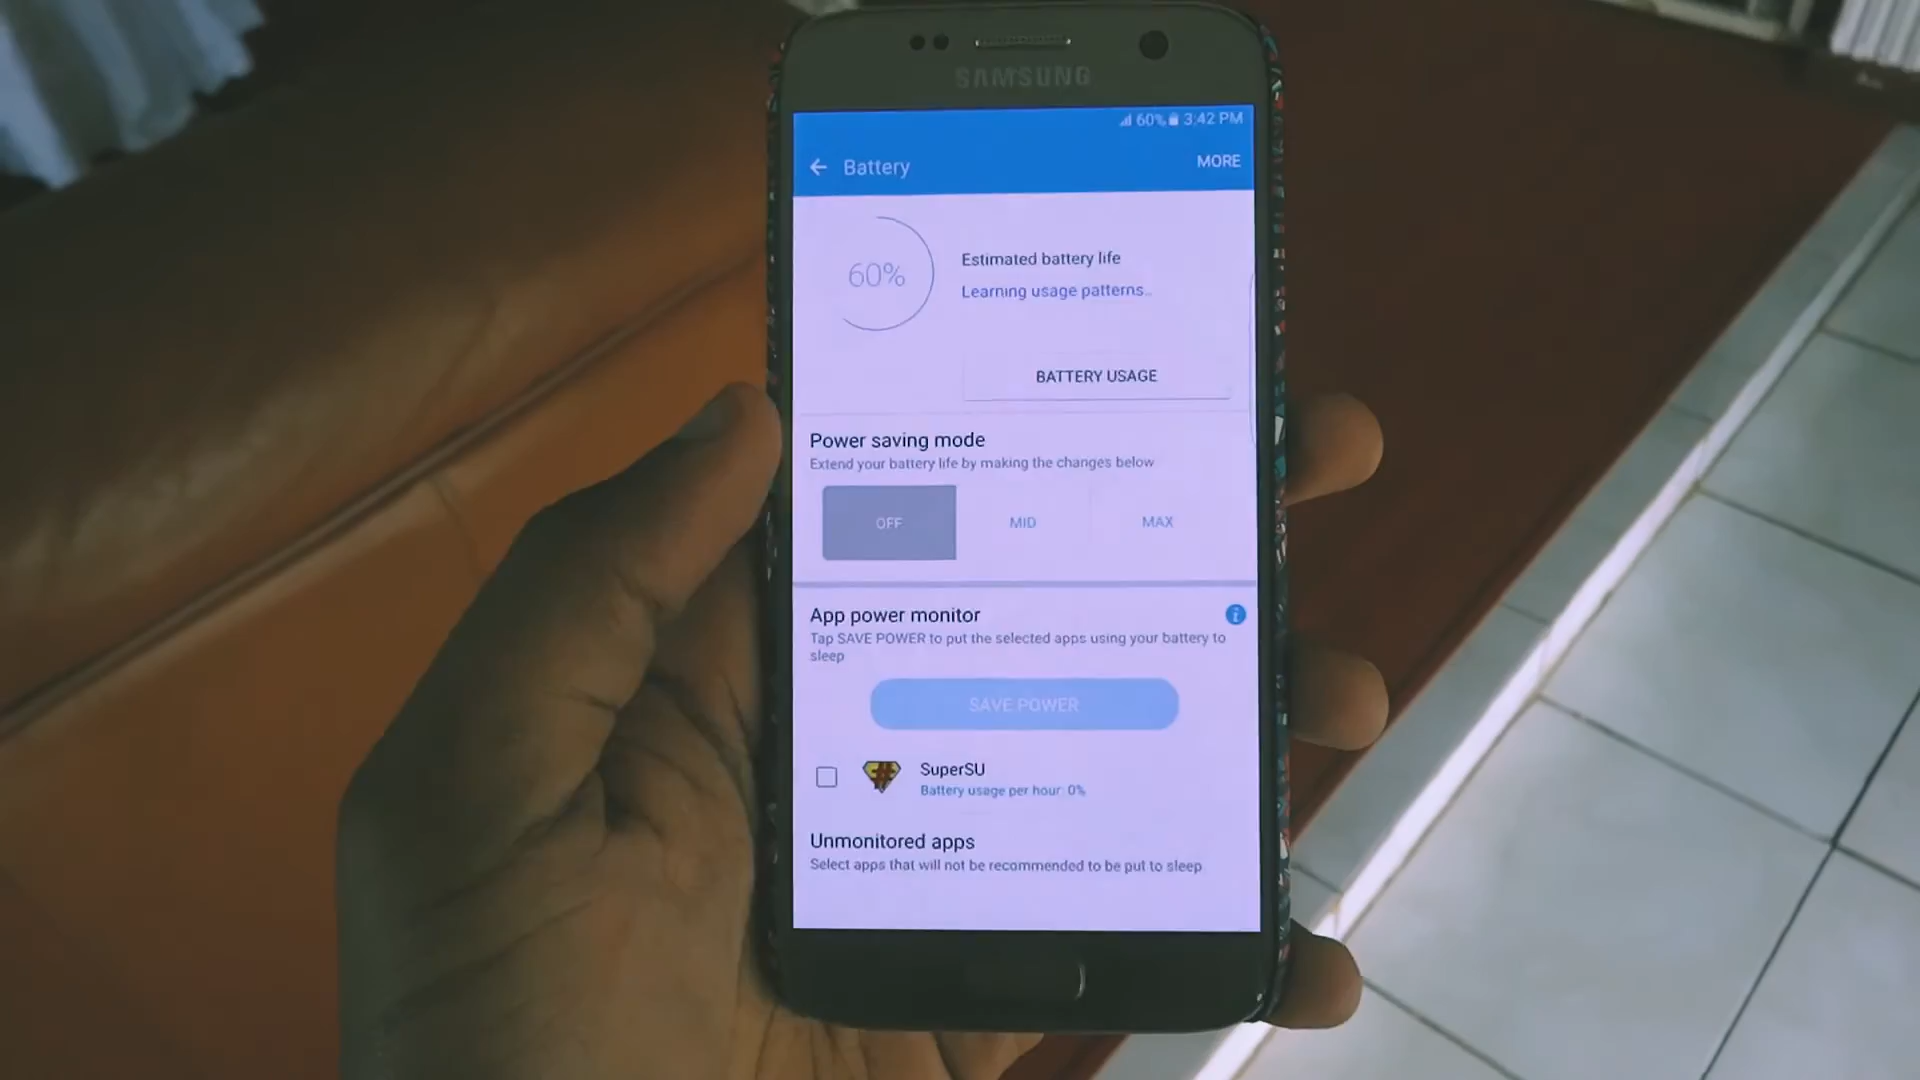 SAMSUNG
60% 3:42 PM
Battery
MORE
60%
Estimated battery life
Learning usage patterns..
BATTERY USAGE
Power saving mode
Extend your battery life by making the changes below
OFF
MID
MAX
App power monitor
Tap SAVE POWER to put the selected apps using your battery to
sleep
SAVE POWER
SuperSU
Battery usage per hour: 0%
Unmonitored apps
Select apps that will not be recommended to be put to sleep